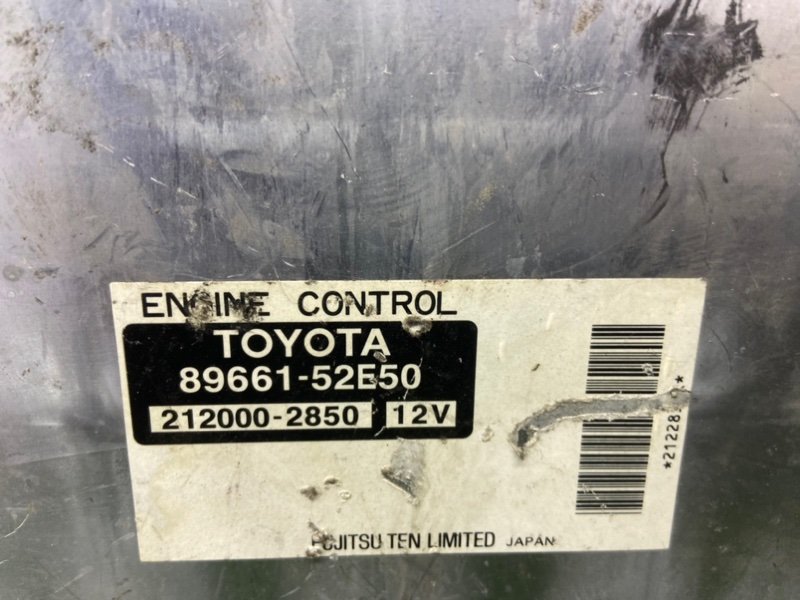 ENGINE CONTROL
TOYOTA
89661-52E50
212000-2850 12V
FUJITSU TEN LIMITED JAPAN